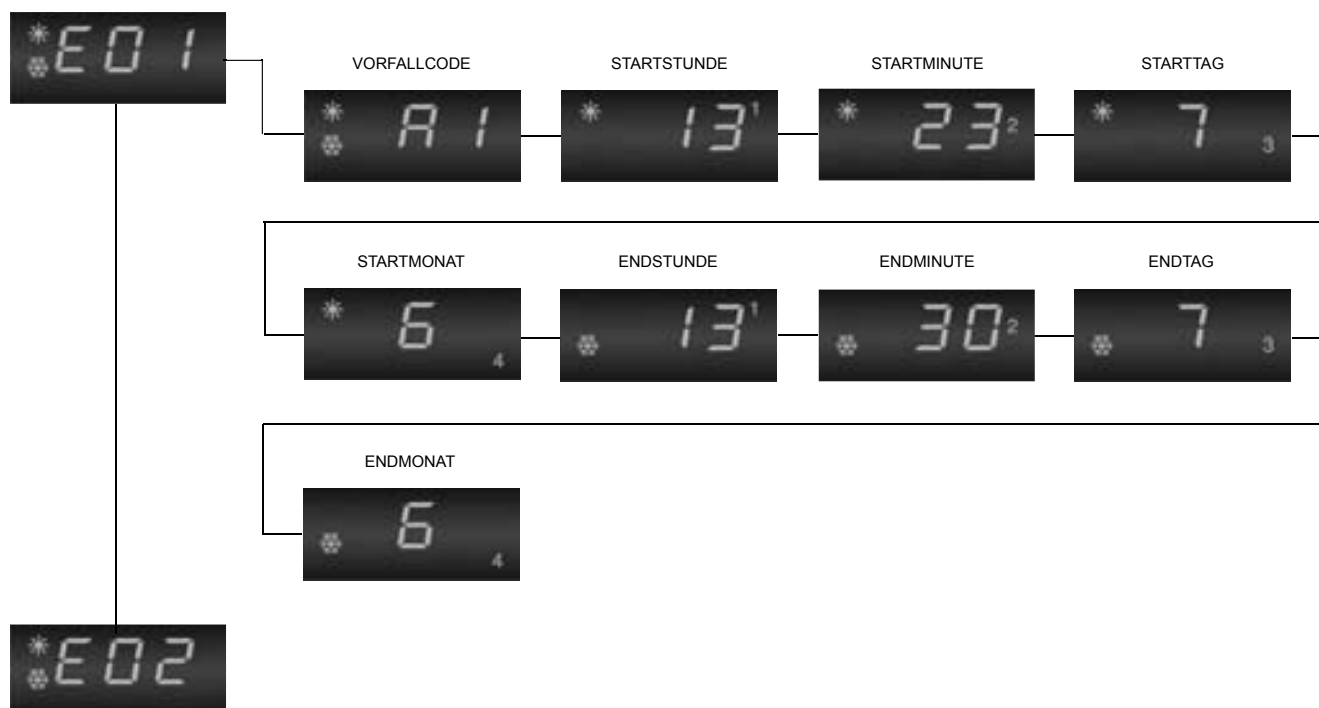 E01
VORFALLCODE STARTSTUNDE STARTMINUTE STARTTAG
A1 13 1 23 2 7 3
STARTMONAT ENDSTUNDE ENDMINUTE ENDTAG
6 4 13 1 30 2 7 3
ENDMONAT
6 4
E02